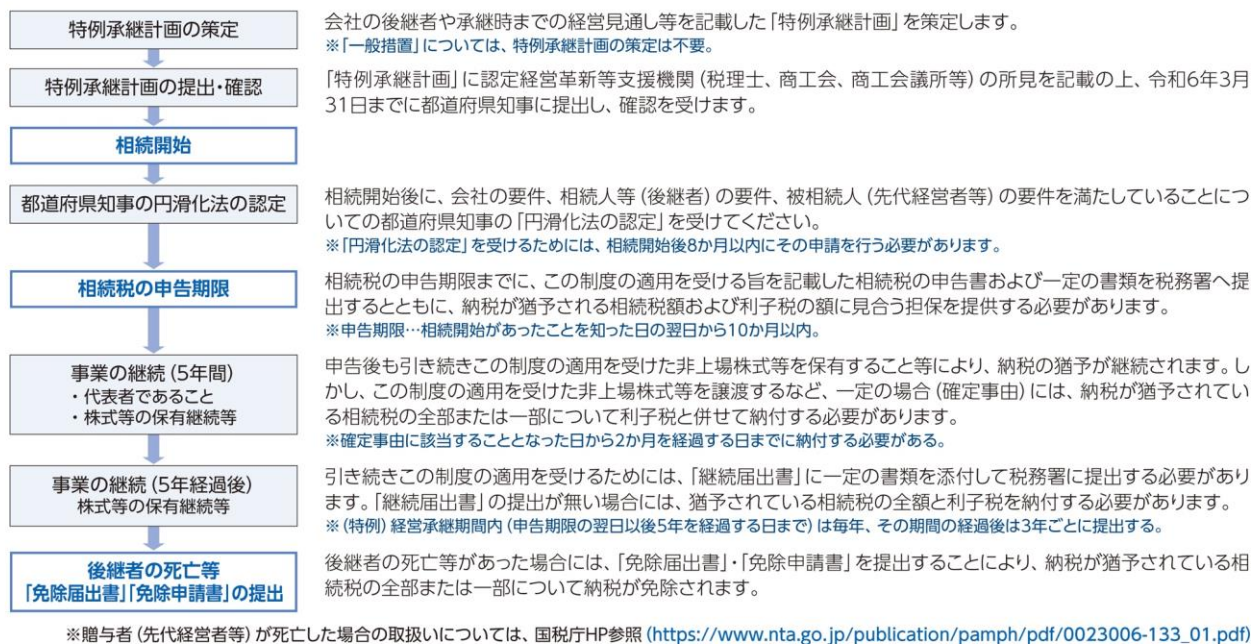 特例承継計画の策定
会社の後継者や承継時までの経営見通し等を記載した「特例承継計画」を策定します。
※「一般措置」については、特例承継計画の策定は不要。
特例承継計画の提出・確認
「特例承継計画」に認定経営革新等支援機関（税理士、商工会、商工会議所等）の所見を記載の上、令和6年3月
31日までに都道府県知事に提出し、確認を受けます。
相続開始
都道府県知事の円滑化法の認定
相続開始後に、会社の要件、相続人等（後継者）の要件、被相続人（先代経営者等）の要件を満たしていることにつ
いての都道府県知事の「円滑化法の認定」を受けてください。
※「円滑化法の認定」を受けるためには、相続開始後8か月以内にその申請を行う必要があります。
相続税の申告期限
相続税の申告期限までに、この制度の適用を受ける旨を記載した相続税の申告書および一定の書類を税務署へ提
出するとともに、納税が猶予される相続税額および利子税の額に見合う担保を提供する必要があります。
※申告期限…相続開始があったことを知った日の翌日から10か月以内。
事業の継続（5年間）
・代表者であること
・株式等の保有継続等
申告後も引き続きこの制度の適用を受けた非上場株式等を保有すること等により、納税の猶予が継続されます。し
かし、この制度の適用を受けた非上場株式等を譲渡するなど、一定の場合（確定事由）には、納税が猶予されてい
る相続税の全部または一部について利子税と併せて納付する必要があります。
※確定事由に該当することとなった日から2か月を経過する日までに納付する必要がある。
事業の継続（5年経過後）
株式等の保有継続等
引き続きこの制度の適用を受けるためには、「継続届出書」に一定の書類を添付して税務署に提出する必要があり
ます。「継続届出書」の提出が無い場合には、猶予されている相続税の全額と利子税を納付する必要があります。
※（特例）経営承継期間内（申告期限の翌日以後5年を経過する日まで）は毎年、その期間の経過後は3年ごとに提出する。
後継者の死亡等
「免除届出書」「免除申請書」の提出
後継者の死亡等があった場合には、「免除届出書」・「免除申請書」を提出することにより、納税が猶予されている相
続税の全部または一部について納税が免除されます。
※贈与者（先代経営者等）が死亡した場合の取扱いについては、国税庁HP参照（https://www.nta.go.jp/publication/pamph/pdf/0023006-133_01.pdf）